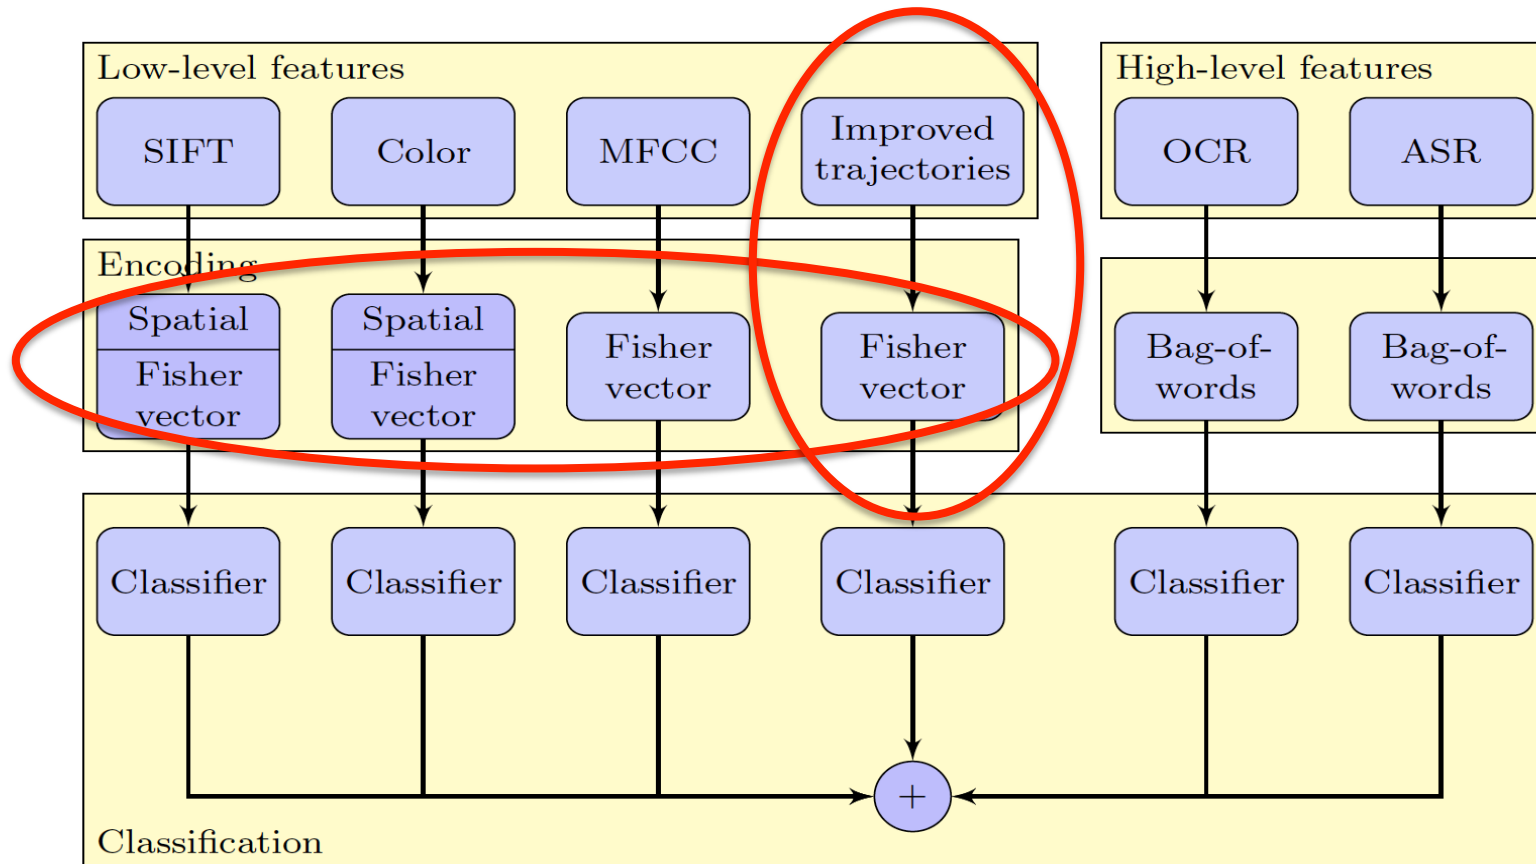 Low-level features
High-level features
SIFT
Color
MFCC
Improved
trajectories
OCR
ASR
Encoding
Spatial
Fisher
vector
Spatial
Fisher
vector
Fisher
vector
Fisher
vector
Bag-of-
words
Bag-of-
words
Classifier
Classifier
Classifier
Classifier
Classifier
Classifier
+
Classification